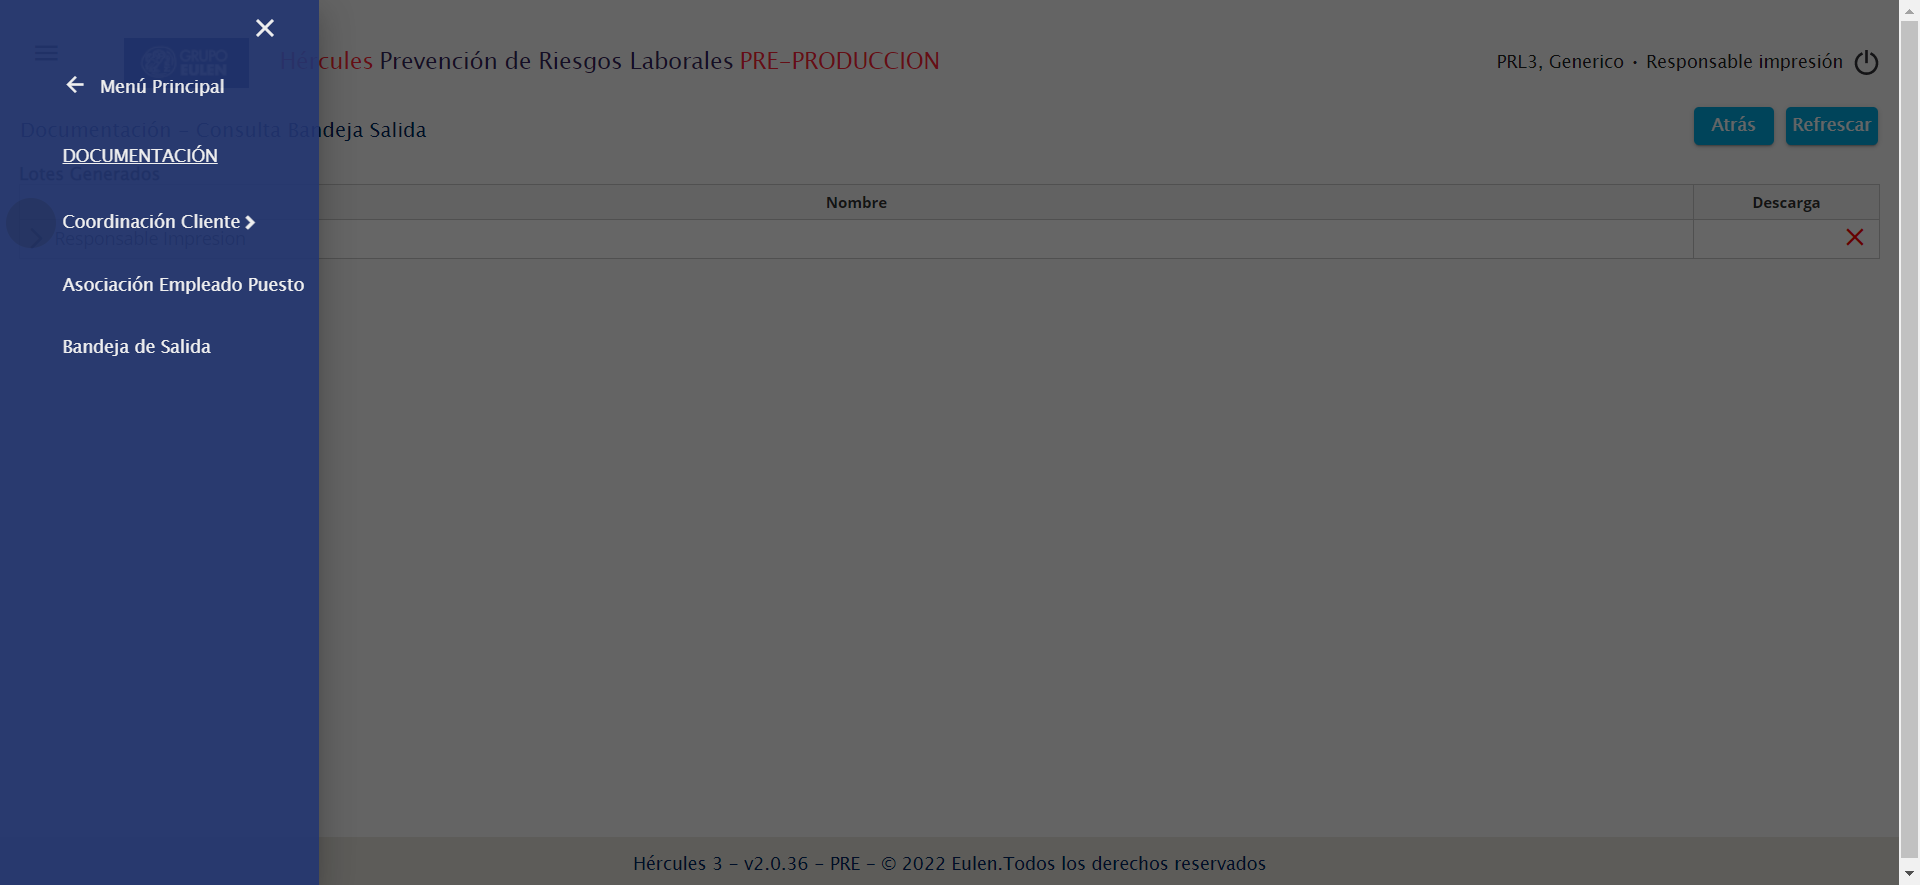 GRUPO
EULEN
Hércules Prevención de Riesgos Laborales PRE-PRODUCCION
PRL3, Generico · Responsable impresión
Menú Principal
Documentación - Consulta Bandeja Salida
Atrás
Refrescar
DOCUMENTACIÓN
Lotes Generados
Nombre
Descarga
Coordinación Cliente
Responsable Impresión
Asociación Empleado Puesto
Bandeja de Salida
Hércules 3 - v2.0.36 - PRE - © 2022 Eulen.Todos los derechos reservados